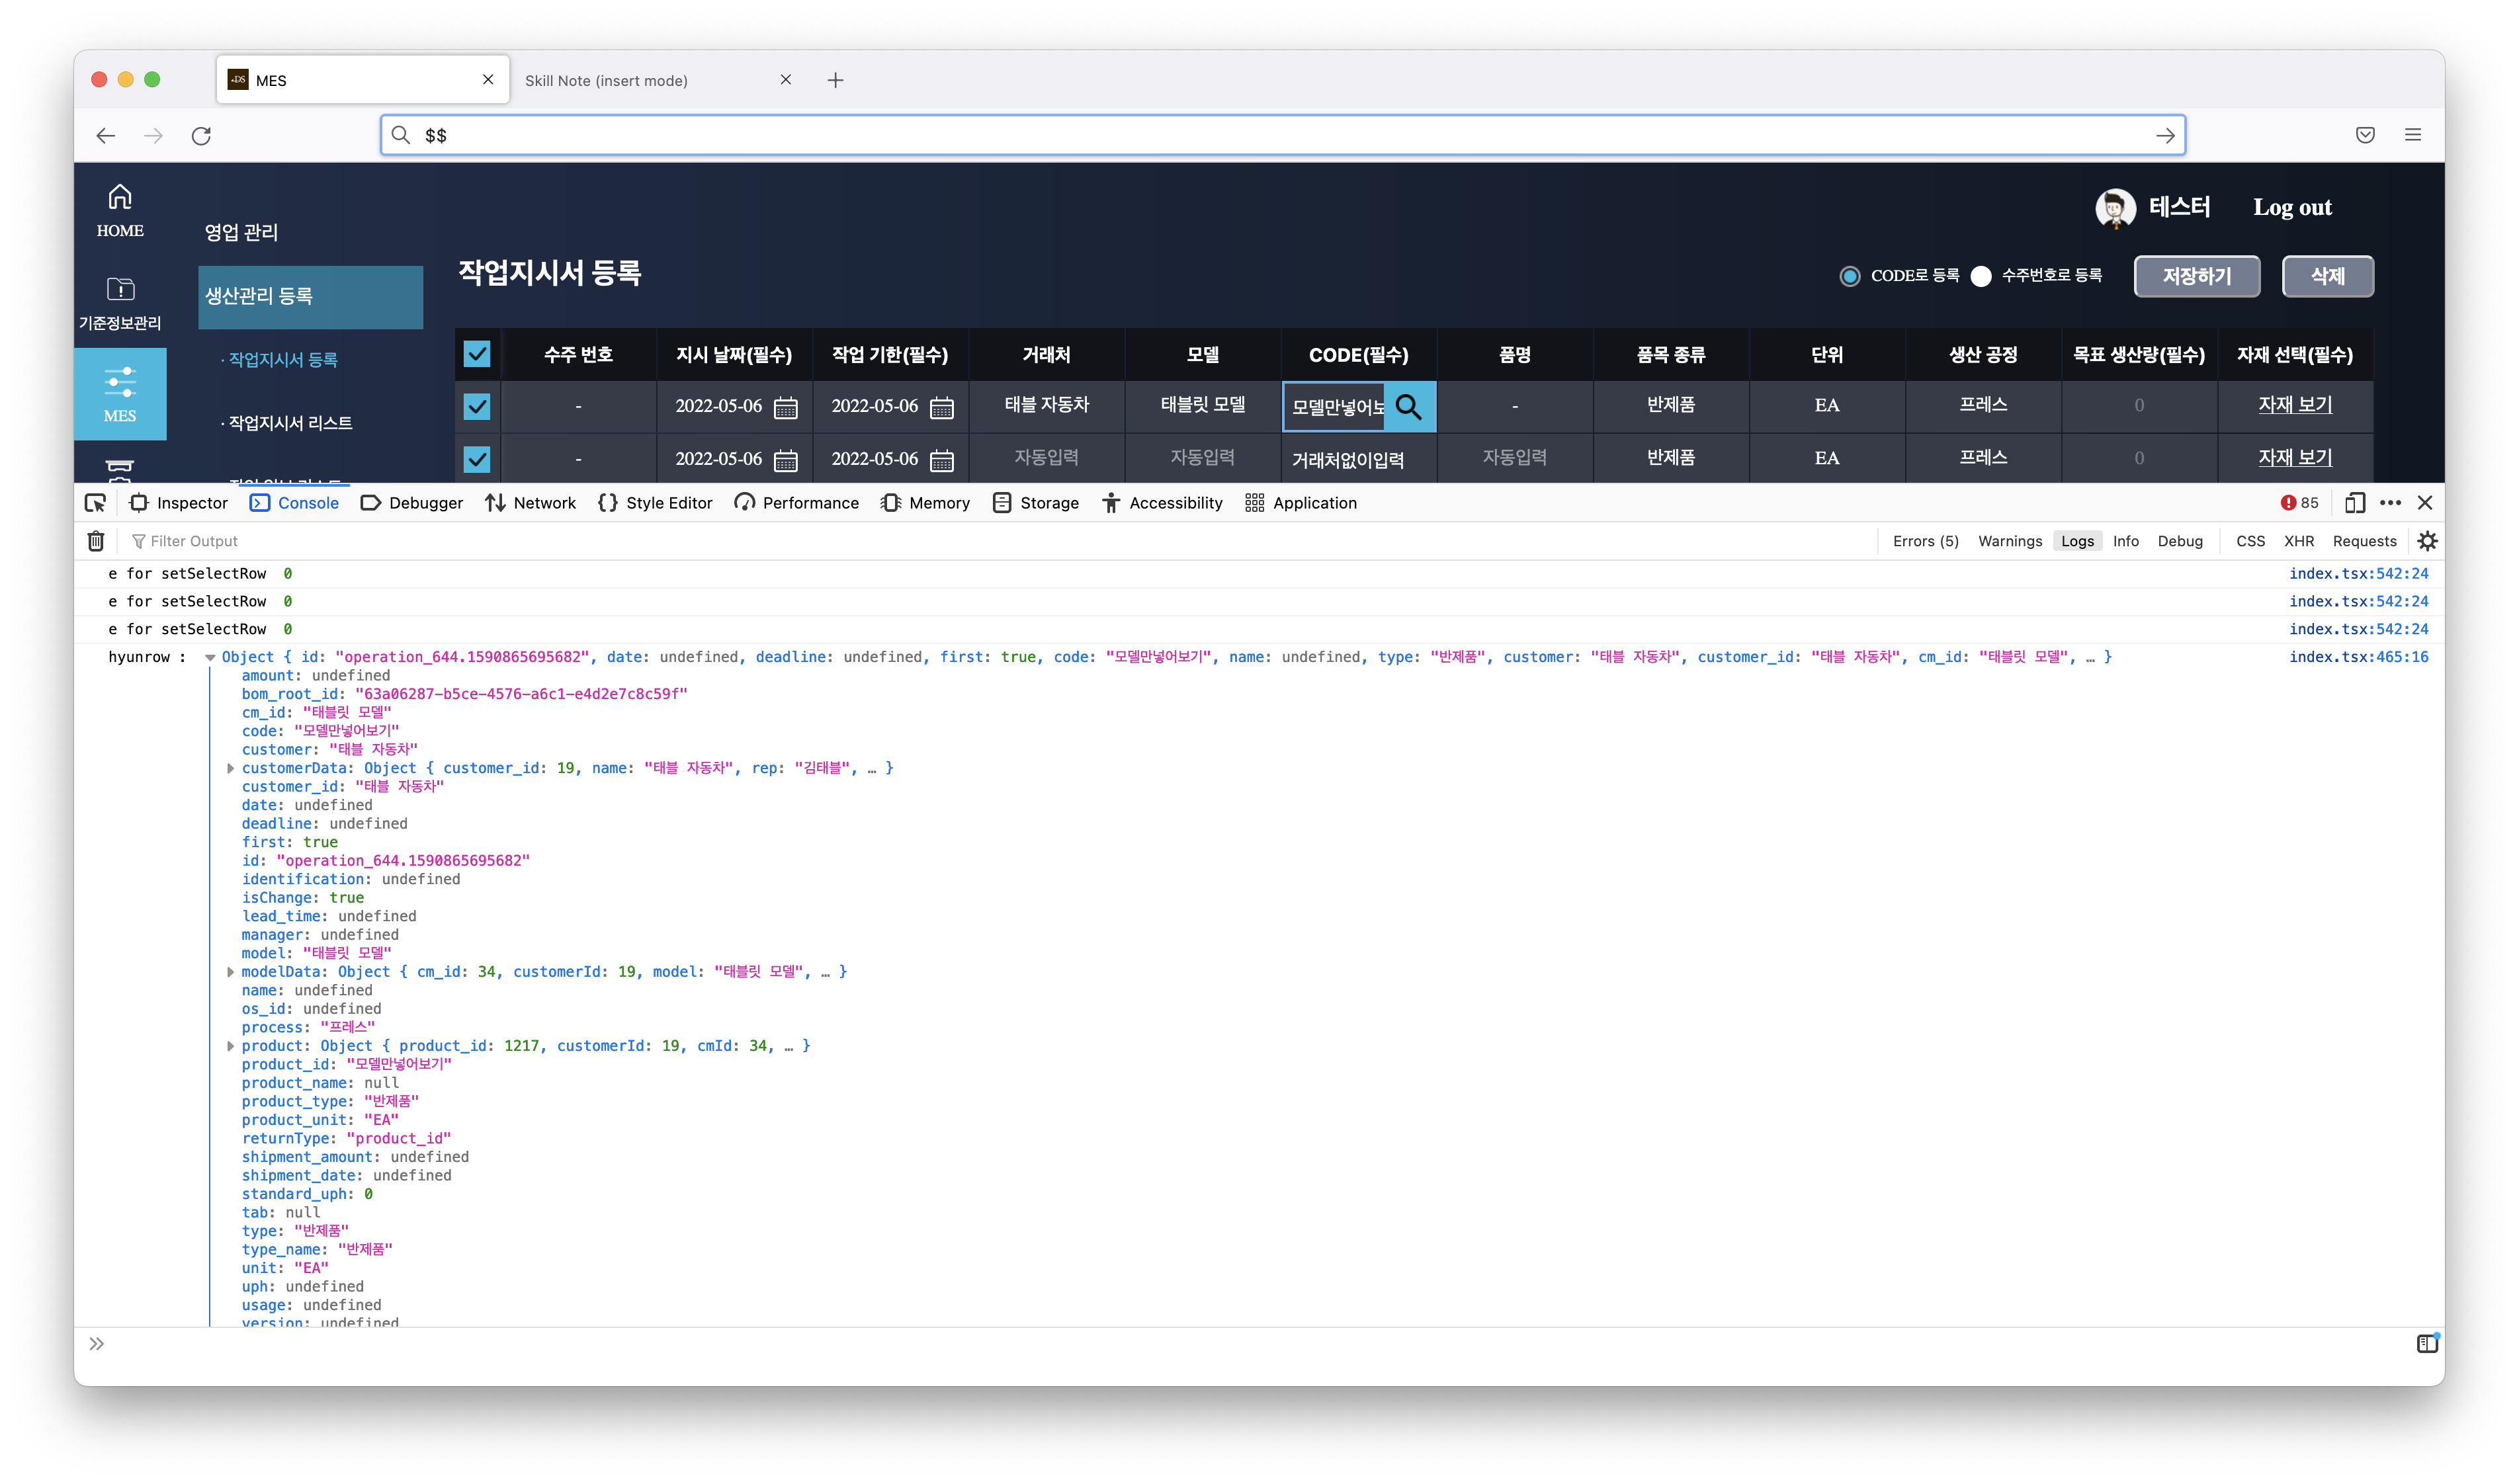 MES
Skill Note (insert mode)
$$
HOME
기준정보관리
MES
영업 관리
생산관리 등록
· 작업지시서 등록
· 작업지시서 리스트
테스터 Log out
작업지시서 등록
CODE로 등록 수주번호로 등록 저장하기 삭제
수주 번호 지시 날짜(필수) 작업 기한(필수) 거래처 모델 CODE(필수) 품명 품목 종류 단위 생산 공정 목표 생산량(필수) 자재 선택(필수)
- 2022-05-06 2022-05-06 태블 자동차 태블릿 모델 모델만넣어보 - 반제품 EA 프레스 0 자재 보기
- 2022-05-06 2022-05-06 자동입력 자동입력 거래처없이입력 자동입력 반제품 EA 프레스 0 자재 보기
Inspector Console Debugger Network Style Editor Performance Memory Storage Accessibility Application 85
Filter Output Errors (5) Warnings Logs Info Debug CSS XHR Requests
e for setSelectRow 0 index.tsx:542:24
e for setSelectRow 0 index.tsx:542:24
e for setSelectRow 0 index.tsx:542:24
hyunrow : Object { id: "operation_644.1590865695682", date: undefined, deadline: undefined, first: true, code: "모델만넣어보기", name: undefined, type: "반제품", customer: "태블 자동차", customer_id: "태블 자동차", cm_id: "태블릿 모델", … } index.tsx:465:16
amount: undefined
bom_root_id: "63a06287-b5ce-4576-a6c1-e4d2e7c8c59f"
cm_id: "태블릿 모델"
code: "모델만넣어보기"
customer: "태블 자동차"
customerData: Object { customer_id: 19, name: "태블 자동차", rep: "김태블", … }
customer_id: "태블 자동차"
date: undefined
deadline: undefined
first: true
id: "operation_644.1590865695682"
identification: undefined
isChange: true
lead_time: undefined
manager: undefined
model: "태블릿 모델"
modelData: Object { cm_id: 34, customerId: 19, model: "태블릿 모델", … }
name: undefined
os_id: undefined
process: "프레스"
product: Object { product_id: 1217, customerId: 19, cmId: 34, … }
product_id: "모델만넣어보기"
product_name: null
product_type: "반제품"
product_unit: "EA"
returnType: "product_id"
shipment_amount: undefined
shipment_date: undefined
standard_uph: 0
tab: null
type: "반제품"
type_name: "반제품"
unit: "EA"
uph: undefined
usage: undefined
version: undefined